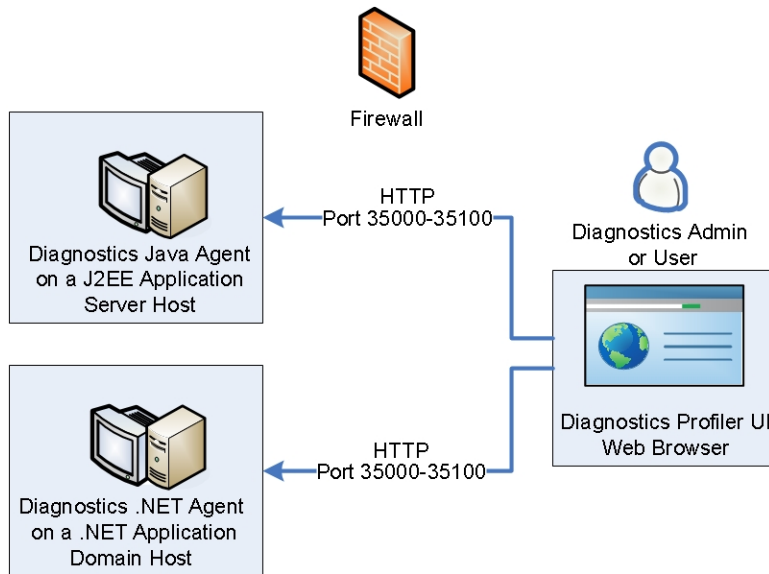 Firewall
Diagnostics Java Agent
on a J2EE Application
Server Host
HTTP
Port 35000-35100
Diagnostics Admin
or User
Diagnostics Profiler UI
Web Browser
HTTP
Port 35000-35100
Diagnostics .NET Agent
on a .NET Application
Domain Host